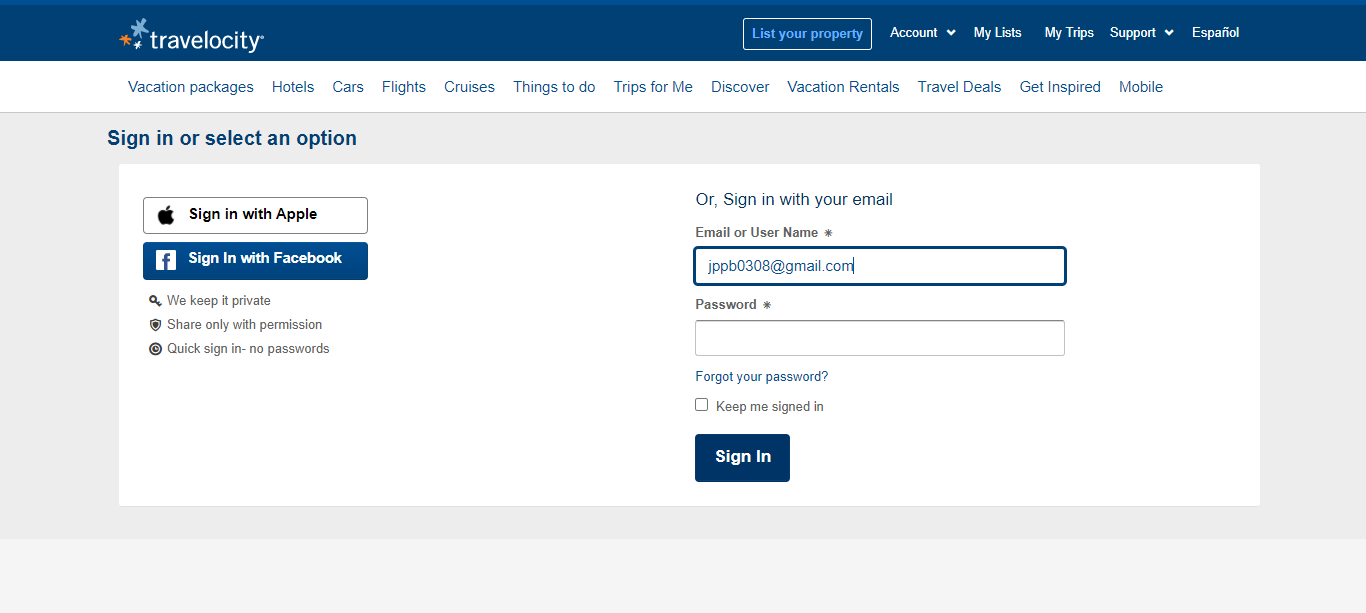 travelocity
List your property Account My Lists My Trips Support Español
Vacation packages Hotels Cars Flights Cruises Things to do Trips for Me Discover Vacation Rentals Travel Deals Get Inspired Mobile
Sign in or select an option
Sign in with Apple
Sign In with Facebook
We keep it private
Share only with permission
Quick sign in- no passwords
Or, Sign in with your email
Email or User Name *
jppb0308@gmail.com
Password *
Forgot your password?
Keep me signed in
Sign In